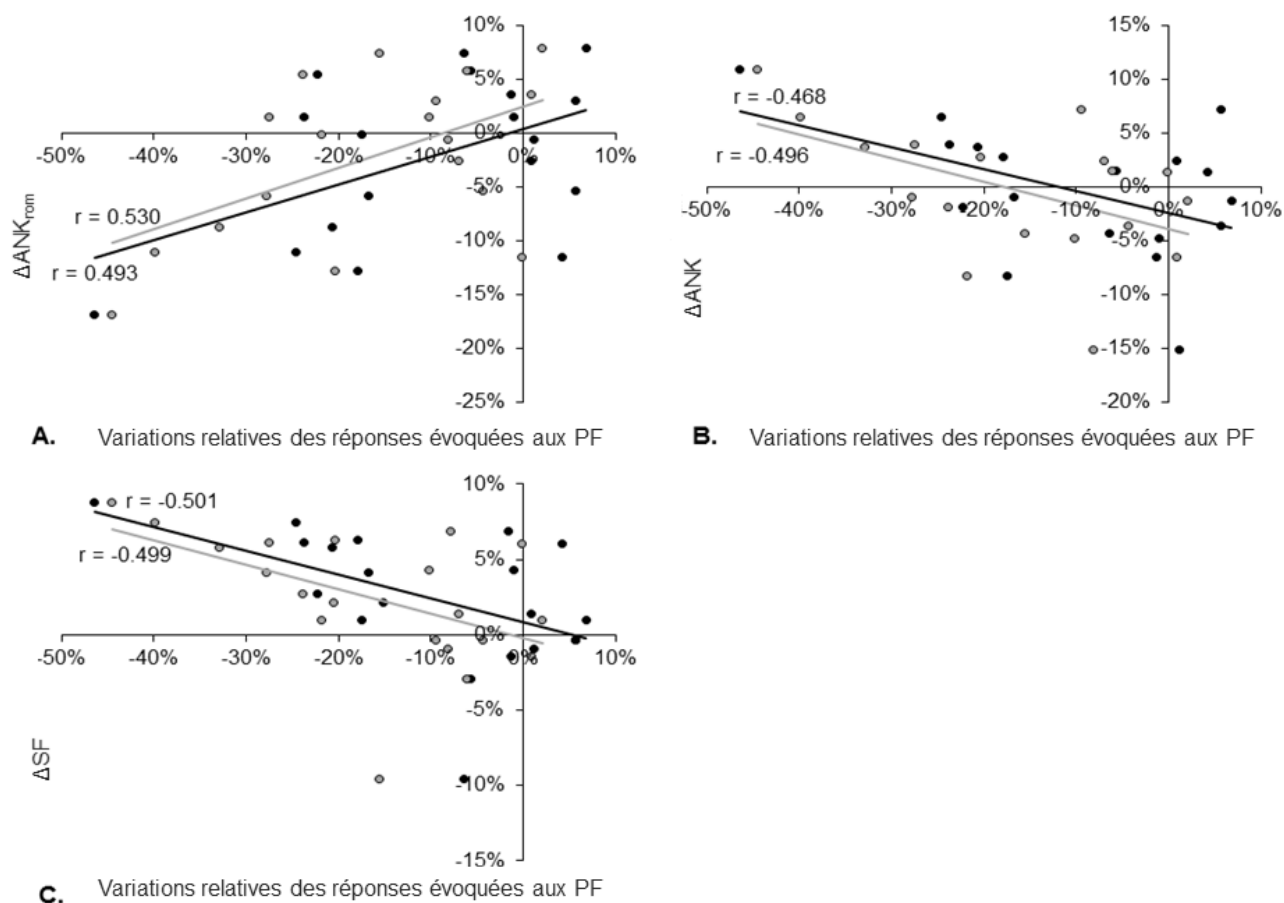 10%
5%
0%
-50% -40% -30% -20% -10% 0% 10%
-5%
-10%
-15%
-20%
-25%
r = 0.530
r = 0.493
ΔANKrom
A. Variations relatives des réponses évoquées aux PF
15%
10%
5%
0%
-50% -40% -30% -20% -10% 0% 10%
-5%
-10%
-15%
-20%
r = -0.468
r = -0.496
ΔANK
B. Variations relatives des réponses évoquées aux PF
10%
5%
0%
-50% -40% -30% -20% -10% 0% 10%
-5%
-10%
-15%
r = -0.501
r = -0.499
ΔSF
C. Variations relatives des réponses évoquées aux PF